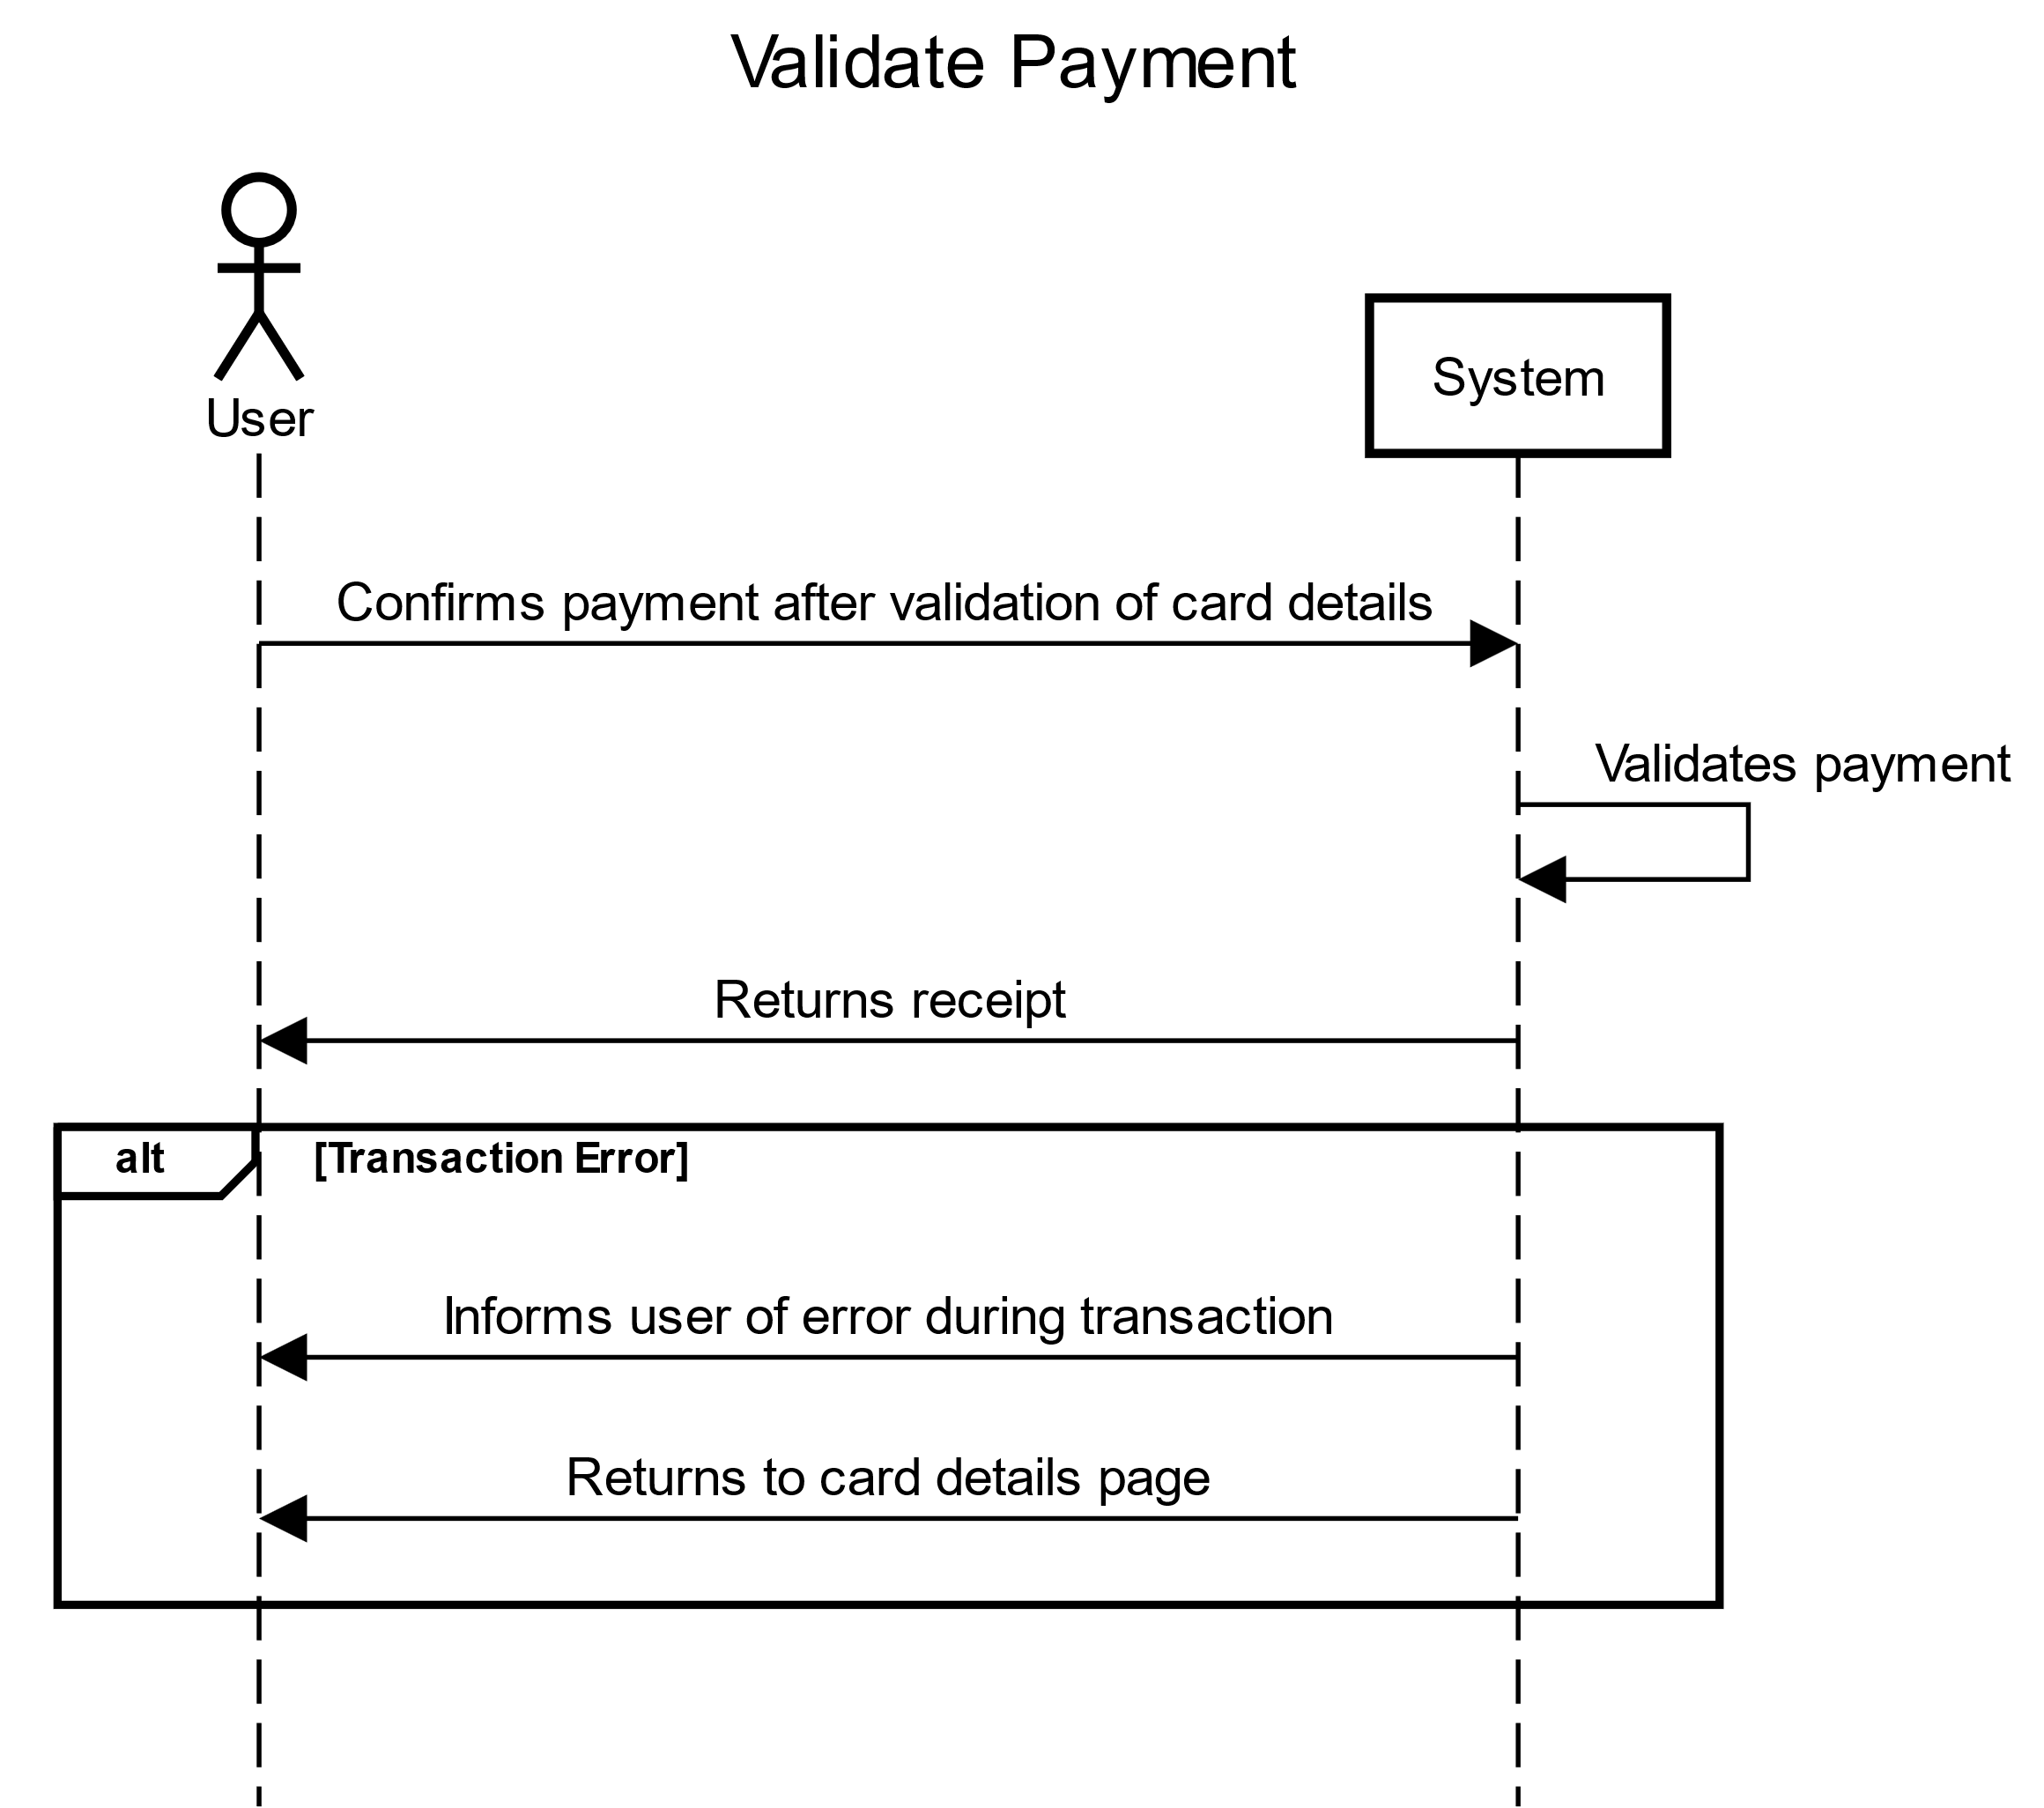 Validate Payment
User
System
Confirms payment after validation of card details
Validates payment
Returns receipt
alt
[Transaction Error]
Informs user of error during transaction
Returns to card details page